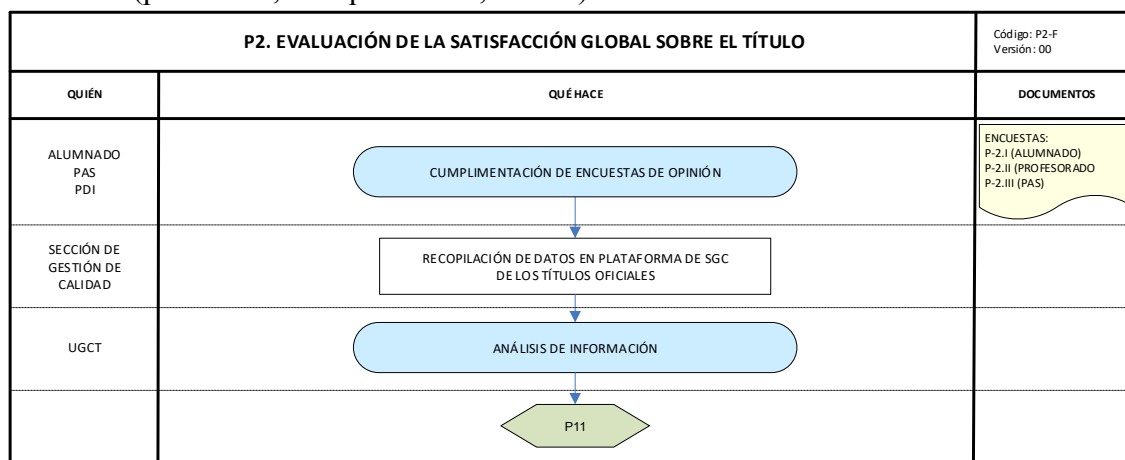 P2. EVALUACIÓN DE LA SATISFACCIÓN GLOBAL SOBRE EL TÍTULO
Código: P2-F
Versión: 00
QUIÉN
QUÉ HACE
DOCUMENTOS
ALUMNADO
PAS
PDI
CUMPLIMENTACIÓN DE ENCUESTAS DE OPINIÓN
ENCUESTAS:
P-2.I (ALUMNADO)
P-2.II (PROFESORADO
P-2.III (PAS)
SECCIÓN DE
GESTIÓN DE
CALIDAD
RECOPILACIÓN DE DATOS EN PLATAFORMA DE SGC
DE LOS TÍTULOS OFICIALES
UGCT
ANÁLISIS DE INFORMACIÓN
P11